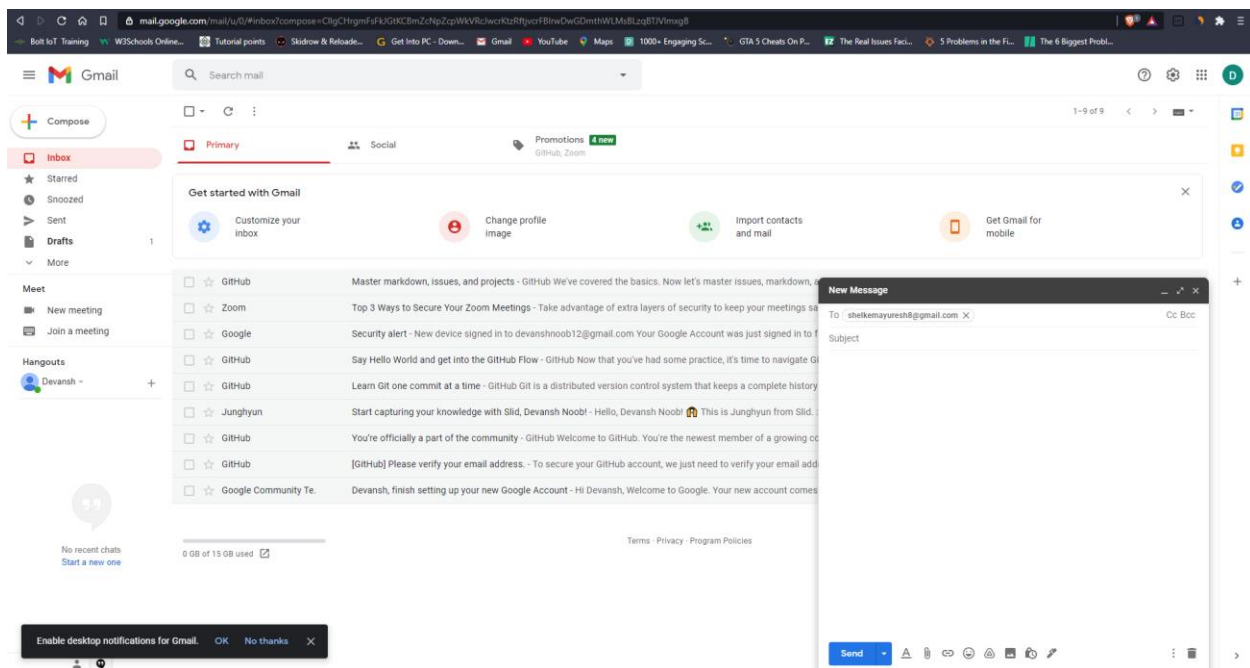 mail.google.com/mail/u/0/#inbox?compose=
Bolt IoT Training
W3Schools Online...
Tutorial points
Skidrow & Reloade...
Get Into PC - Down...
Gmail
YouTube
Maps
1000+ Engaging Sc...
GTA 5 Cheats On P...
The Real Issues Faci...
5 Problems in the Fi...
The 6 Biggest Probl...
Gmail
Search mail
D
Compose
1-9 of 9
Inbox
Starred
Snoozed
Sent
Drafts 1
More
Meet
New meeting
Join a meeting
Hangouts
Devansh
No recent chats
Start a new one
Primary
Social
Promotions 4 new
GitHub, Zoom
Get started with Gmail
Customize your
inbox
Change profile
image
Import contacts
and mail
Get Gmail for
mobile
GitHub Master markdown, issues, and projects - GitHub We've covered the basics. Now let's master issues, markdown, a
Zoom Top 3 Ways to Secure Your Zoom Meetings - Take advantage of extra layers of security to keep your meetings sa
Google Security alert - New device signed in to devanshnoob12@gmail.com Your Google Account was just signed in to f
GitHub Say Hello World and get into the GitHub Flow - GitHub Now that you've had some practice, it's time to navigate Gi
GitHub Learn Git one commit at a time - GitHub Git is a distributed version control system that keeps a complete history
Junghyun Start capturing your knowledge with Slid, Devansh Noob! - Hello, Devansh Noob! This is Junghyun from Slid.
GitHub You're officially a part of the community - GitHub Welcome to GitHub. You're the newest member of a growing co
GitHub [GitHub] Please verify your email address. - To secure your GitHub account, we just need to verify your email addr
Google Community Te. Devansh, finish setting up your new Google Account - Hi Devansh, Welcome to Google. Your new account comes
0 GB of 15 GB used
Terms · Privacy · Program Policies
New Message
To shelkemayuresh8@gmail.com
Cc Bcc
Subject
Send
Enable desktop notifications for Gmail. OK No thanks